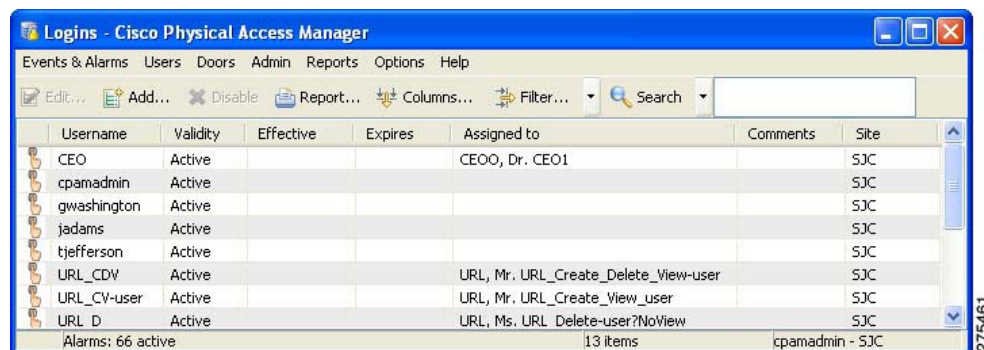 Logins - Cisco Physical Access Manager
Events & Alarms Users Doors Admin Reports Options Help
Edit... Add... Disable Report... Columns... Filter... Search
Username Validity Effective Expires Assigned to Comments Site
CEO Active CEOO, Dr. CEO1 SJC
cpamadmin Active SJC
gwashington Active SJC
jadams Active SJC
tjefferson Active SJC
URL_CDV Active URL, Mr. URL_Create_Delete_View-user SJC
URL_CV-user Active URL, Mr. URL_Create_View_user SJC
URL_D Active URL, Ms. URL_Delete-user?NoView SJC
Alarms: 66 active 13 items cpamadmin - SJC
275461